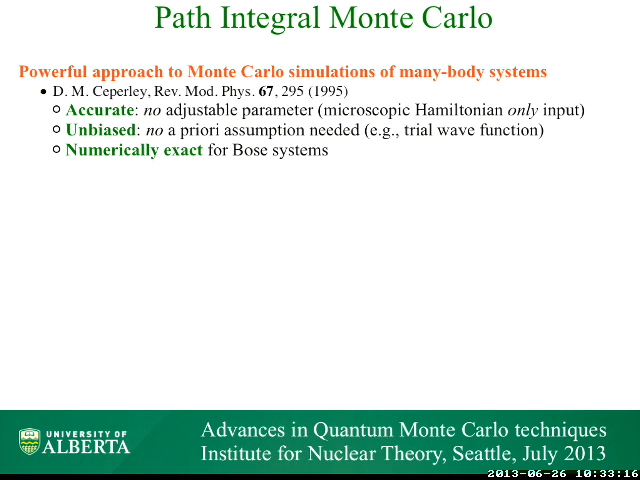 Path Integral Monte Carlo
Powerful approach to Monte Carlo simulations of many-body systems
• D. M. Ceperley, Rev. Mod. Phys. 67, 295 (1995)
Accurate: no adjustable parameter (microscopic Hamiltonian only input)
Unbiased: no a priori assumption needed (e.g., trial wave function)
Numerically exact for Bose systems
UNIVERSITY OF
ALBERTA
Advances in Quantum Monte Carlo techniques
Institute for Nuclear Theory, Seattle, July 2013
2013-06-26 10:33:16